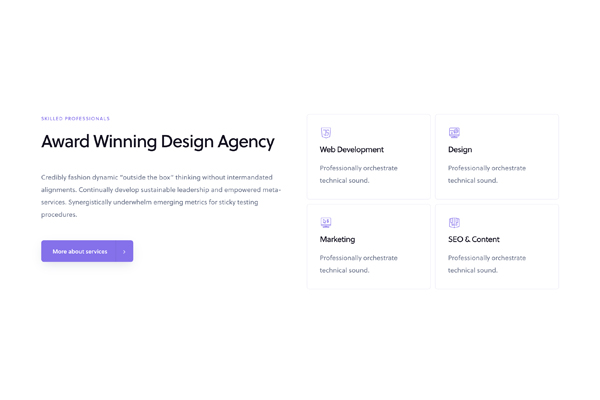 SKILLED PROFESSIONALS
Award Winning Design Agency
Credibly fashion dynamic "outside the box" thinking without intermandated
alignments. Continually develop sustainable leadership and empowered meta-
services. Synergistically underwhelm emerging metrics for sticky testing
procedures.
More about services
Web Development
Professionally orchestrate
technical sound.
Design
Professionally orchestrate
technical sound.
Marketing
Professionally orchestrate
technical sound.
SEO & Content
Professionally orchestrate
technical sound.